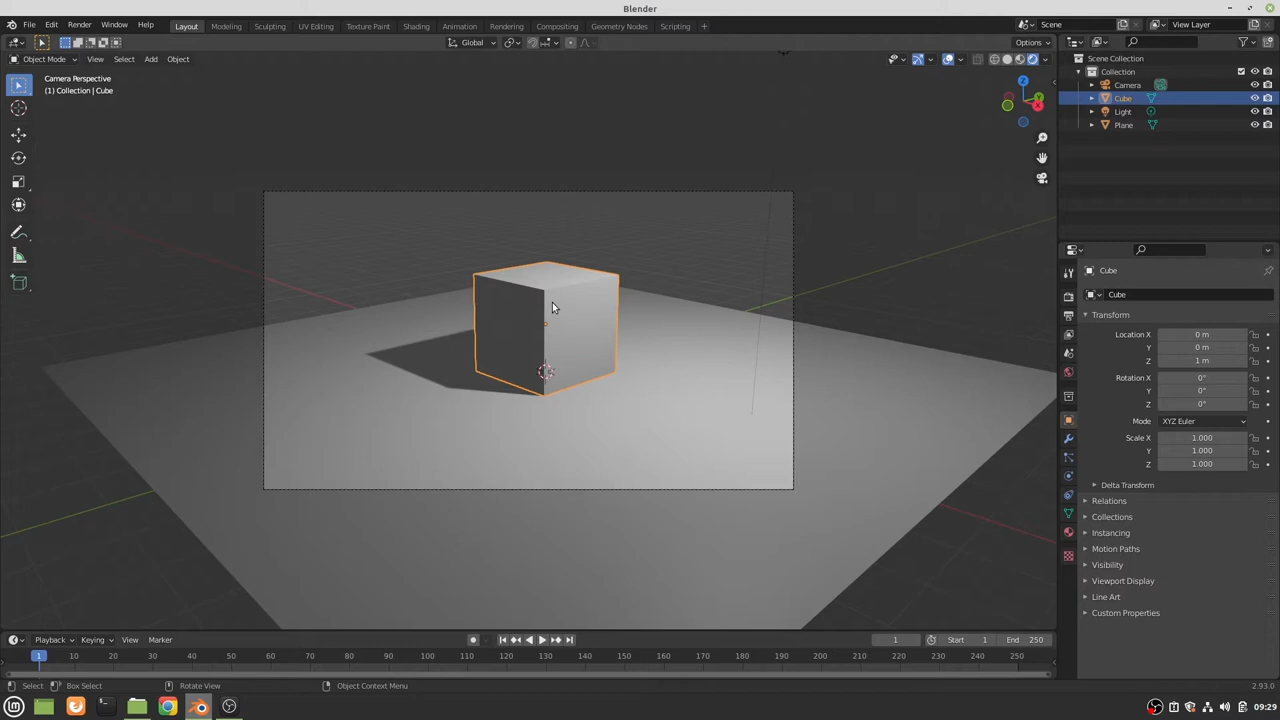 Blender
File Edit Render Window Help Layout Modeling Sculpting UV Editing Texture Paint Shading Animation Rendering Compositing Geometry Nodes Scripting + Scene View Layer
Global Options
Object Mode View Select Add Object
Camera Perspective
(1) Collection | Cube
Z
Y
X
Scene Collection
Collection
Camera
Cube
Light
Plane
Cube
Cube
Transform
Location X 0 m
Y 0 m
Z 1 m
Rotation X 0°
Y 0°
Z 0°
Mode XYZ Euler
Scale X 1.000
Y 1.000
Z 1.000
Delta Transform
Relations
Collections
Instancing
Motion Paths
Visibility
Viewport Display
Line Art
Custom Properties
Playback Keying View Marker 1 Start 1 End 250
1 10 20 30 40 50 60 70 80 90 100 110 120 130 140 150 160 170 180 190 200 210 220 230 240 250
Select Box Select Rotate View Object Context Menu 2.93.0
09:29